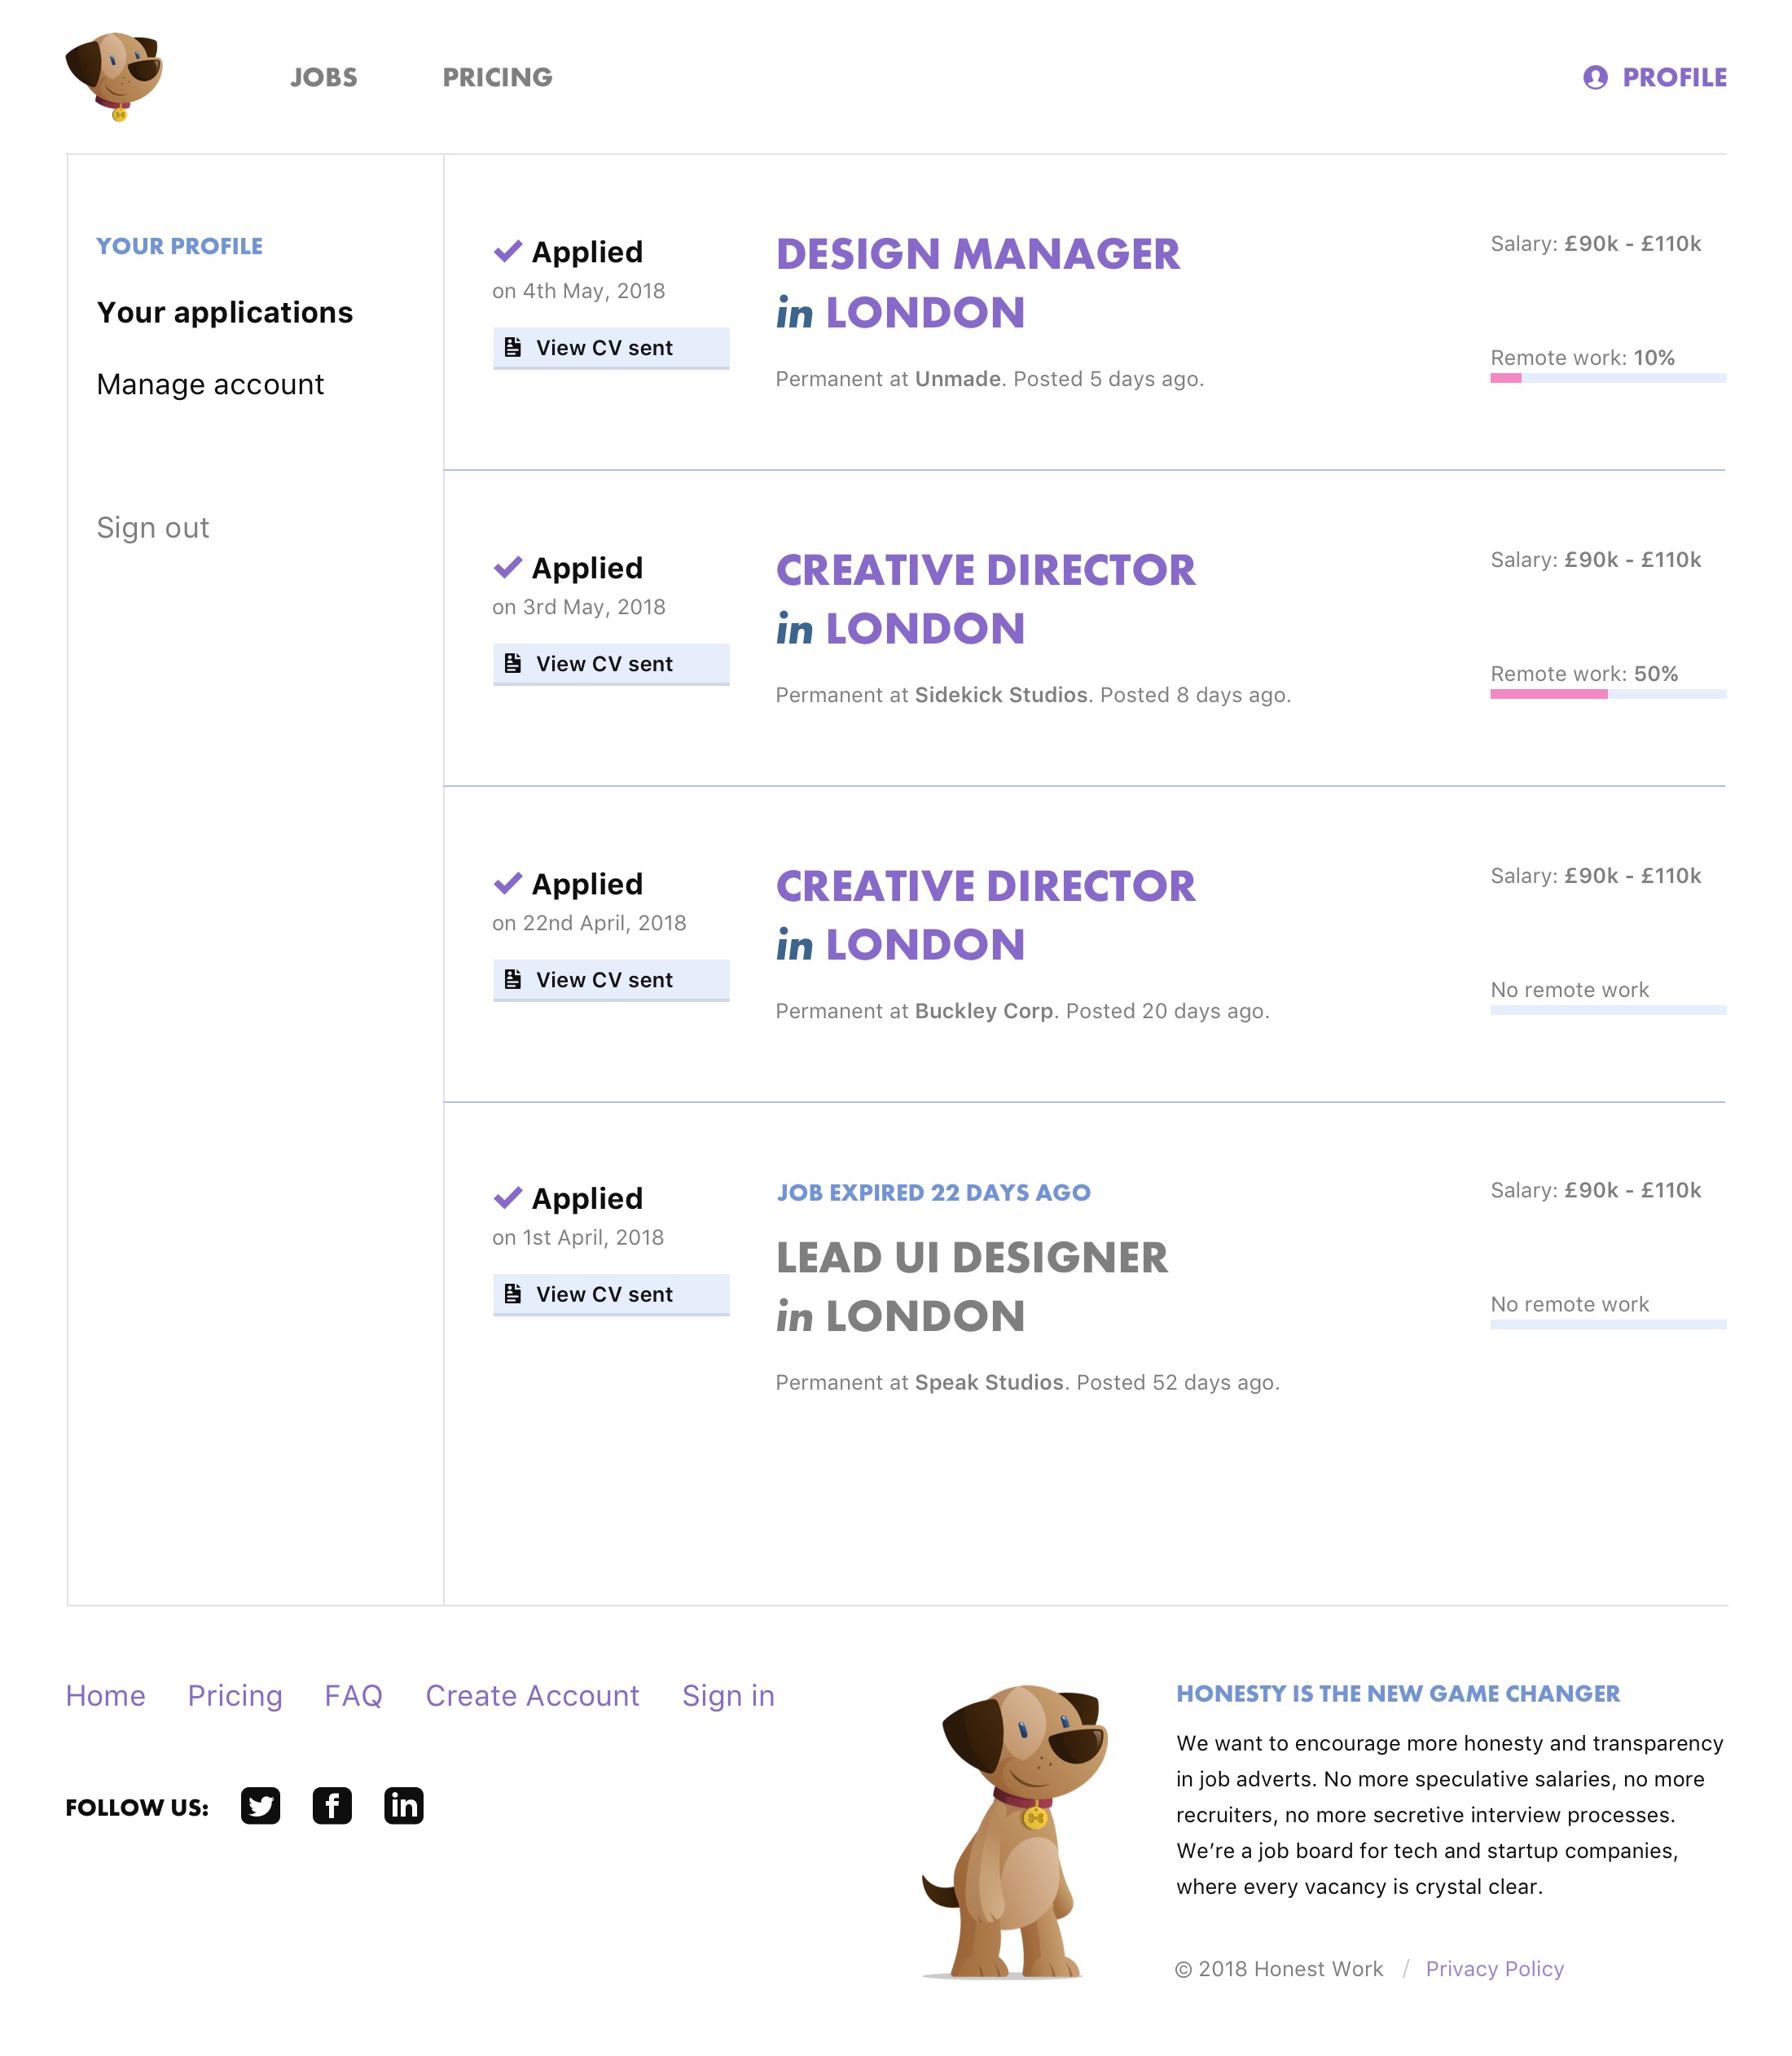 JOBS
PRICING
PROFILE
YOUR PROFILE
Your applications
Manage account
Sign out
Applied
on 4th May, 2018
View CV sent
DESIGN MANAGER
in LONDON
Permanent at Unmade. Posted 5 days ago.
Salary: £90k - £110k
Remote work: 10%
Applied
on 3rd May, 2018
View CV sent
CREATIVE DIRECTOR
in LONDON
Permanent at Sidekick Studios. Posted 8 days ago.
Salary: £90k - £110k
Remote work: 50%
Applied
on 22nd April, 2018
View CV sent
CREATIVE DIRECTOR
in LONDON
Permanent at Buckley Corp. Posted 20 days ago.
Salary: £90k - £110k
No remote work
Applied
on 1st April, 2018
View CV sent
JOB EXPIRED 22 DAYS AGO
LEAD UI DESIGNER
in LONDON
Permanent at Speak Studios. Posted 52 days ago.
Salary: £90k - £110k
No remote work
Home
Pricing
FAQ
Create Account
Sign in
FOLLOW US:
HONESTY IS THE NEW GAME CHANGER
We want to encourage more honesty and transparency
in job adverts. No more speculative salaries, no more
recruiters, no more secretive interview processes.
We’re a job board for tech and startup companies,
where every vacancy is crystal clear.
© 2018 Honest Work / Privacy Policy